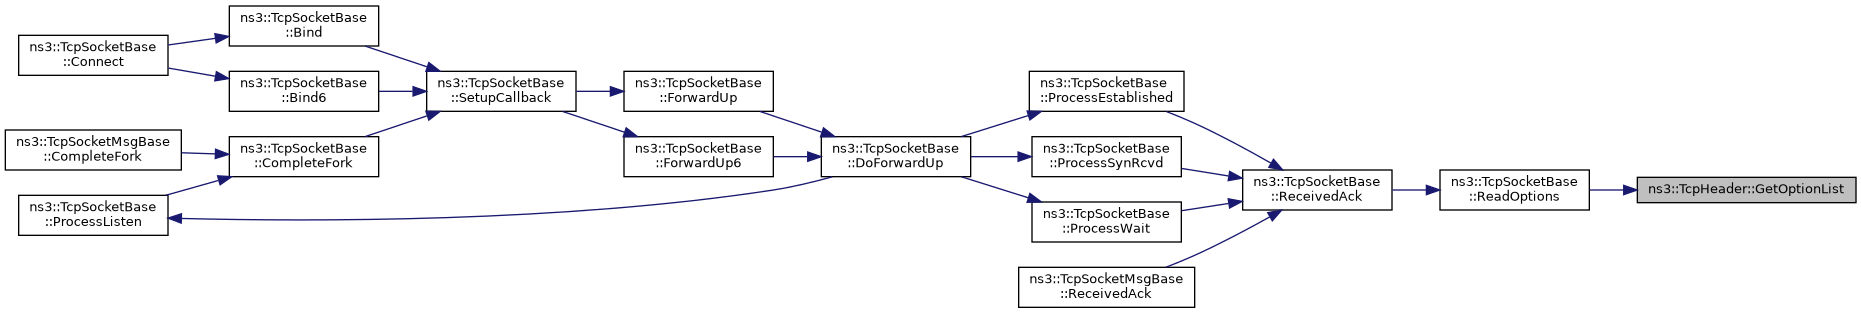 ns3::TcpSocketBase
::Connect
ns3::TcpSocketBase
::Bind
ns3::TcpSocketBase
::Bind6
ns3::TcpSocketMsgBase
::CompleteFork
ns3::TcpSocketBase
::CompleteFork
ns3::TcpSocketBase
::ProcessListen
ns3::TcpSocketBase
::SetupCallback
ns3::TcpSocketBase
::ForwardUp
ns3::TcpSocketBase
::ForwardUp6
ns3::TcpSocketBase
::DoForwardUp
ns3::TcpSocketBase
::ProcessEstablished
ns3::TcpSocketBase
::ProcessSynRcvd
ns3::TcpSocketBase
::ProcessWait
ns3::TcpSocketMsgBase
::ReceivedAck
ns3::TcpSocketBase
::ReceivedAck
ns3::TcpSocketBase
::ReadOptions
ns3::TcpHeader::GetOptionList